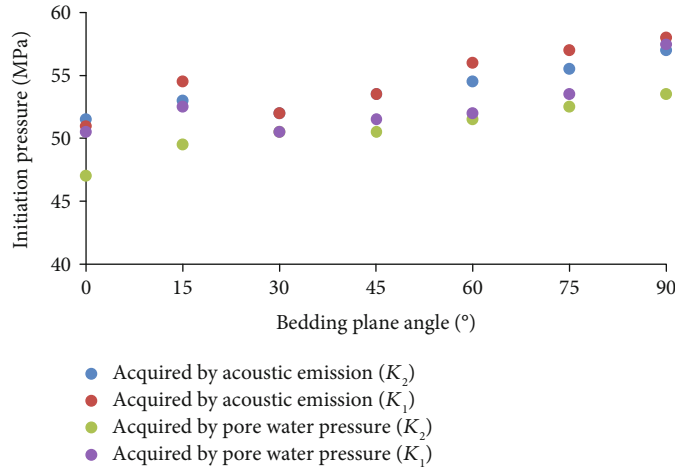 60
55
50
45
40
Initiation pressure (MPa)
0 15 30 45 60 75 90
Bedding plane angle (°)
Acquired by acoustic emission (K₂)
Acquired by acoustic emission (K₁)
Acquired by pore water pressure (K₂)
Acquired by pore water pressure (K₁)